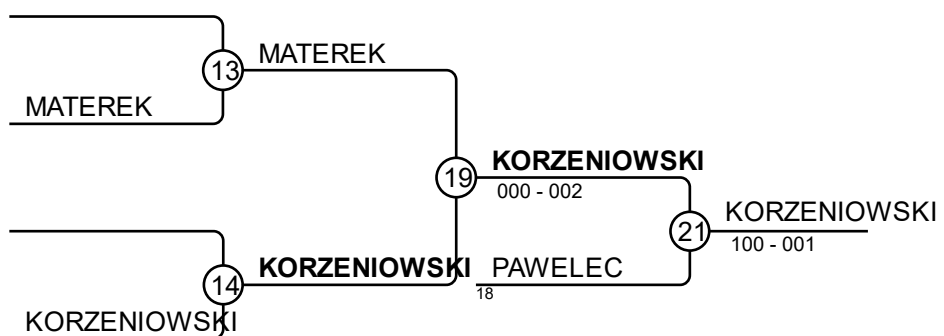 MATEREK
13
MATEREK
KORZENIOWSKI
19
000 - 002
KORZENIOWSKI
21
100 - 001
KORZENIOWSKI
14
PAWELEC
18
KORZENIOWSKI